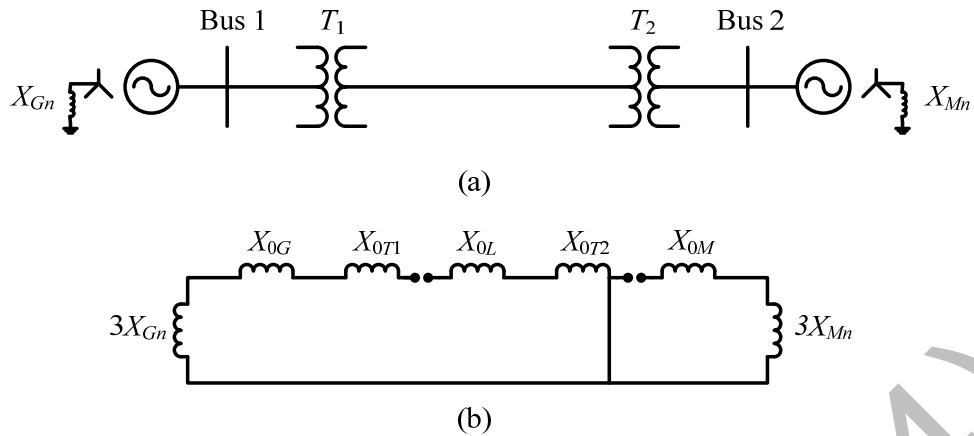 Bus 1 T1 T2 Bus 2
XGn XMn
(a)
X0G X0T1 X0L X0T2 X0M
3XGn 3XMn
(b)